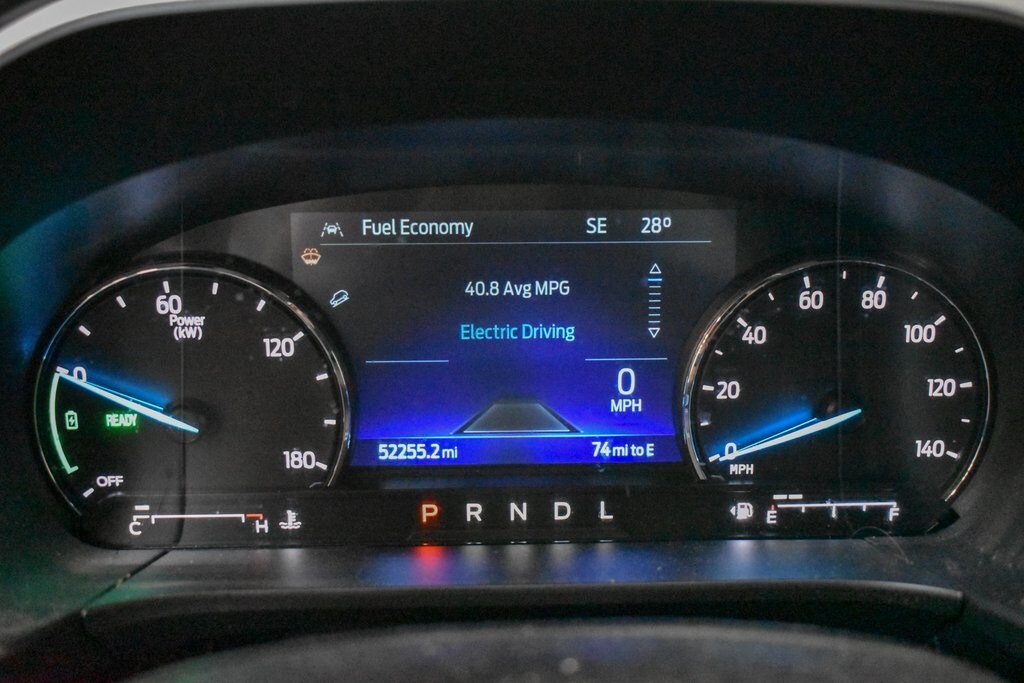 Fuel Economy SE 28°
40.8 Avg MPG
Electric Driving
0
MPH
52255.2 mi 74 mi to E
0 60 120 180
Power
(kW)
READY
OFF
C H
P R N D L
0 20 40 60 80 100 120 140
MPH
E F